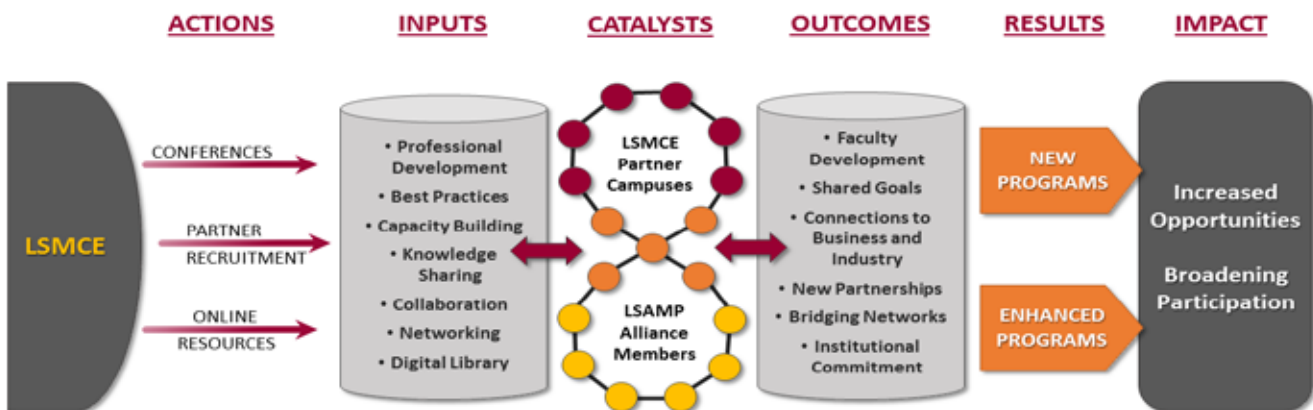 ACTIONS
INPUTS
CATALYSTS
OUTCOMES
RESULTS
IMPACT
LSMCE
CONFERENCES
PARTNER
RECRUITMENT
ONLINE
RESOURCES
• Professional
Development
• Best Practices
• Capacity Building
• Knowledge
Sharing
• Collaboration
• Networking
• Digital Library
LSMCE
Partner
Campuses
LSAMP
Alliance
Members
• Faculty
Development
• Shared Goals
• Connections to
Business and
Industry
• New Partnerships
• Bridging Networks
• Institutional
Commitment
NEW
PROGRAMS
ENHANCED
PROGRAMS
Increased
Opportunities
Broadening
Participation